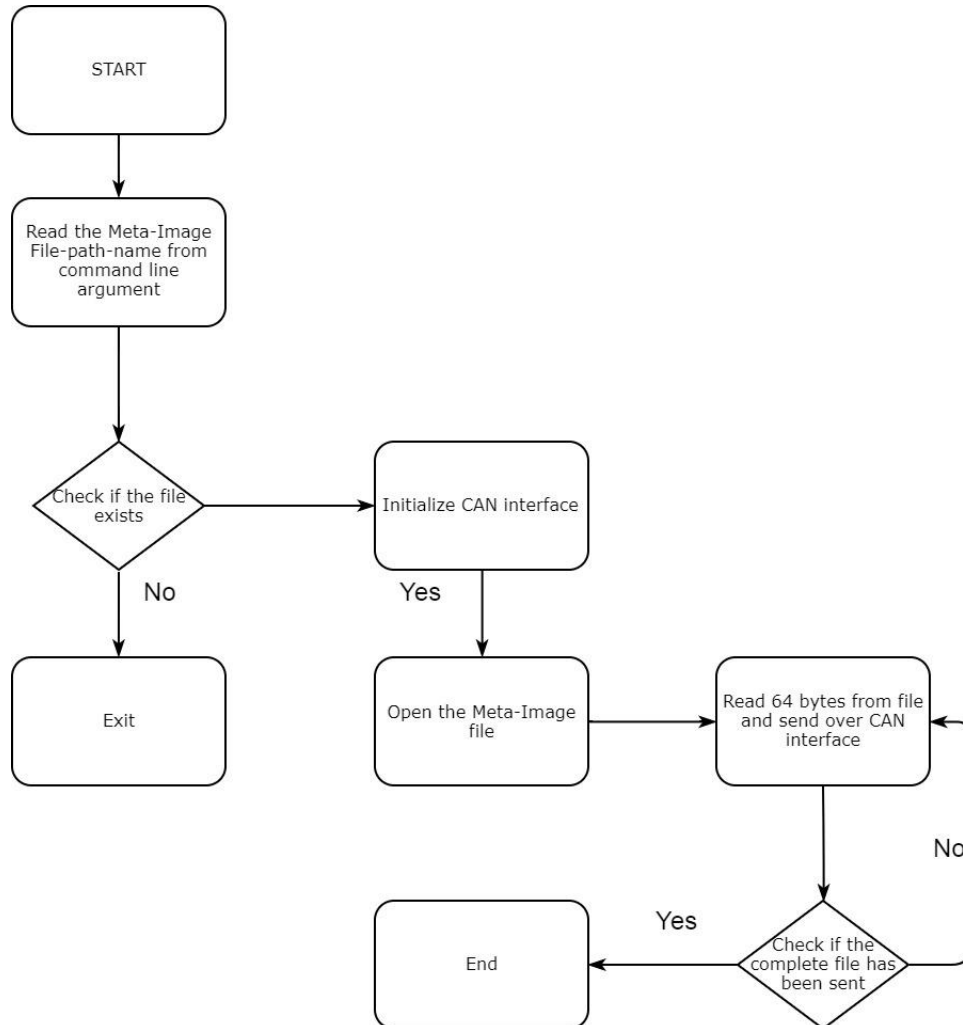 START
Read the Meta-Image
File-path-name from
command line
argument
Check if the file
exists
Initialize CAN interface
No
Yes
Exit
Open the Meta-Image
file
Read 64 bytes from file
and send over CAN
interface
No
Yes
End
Check if the
complete file has
been sent